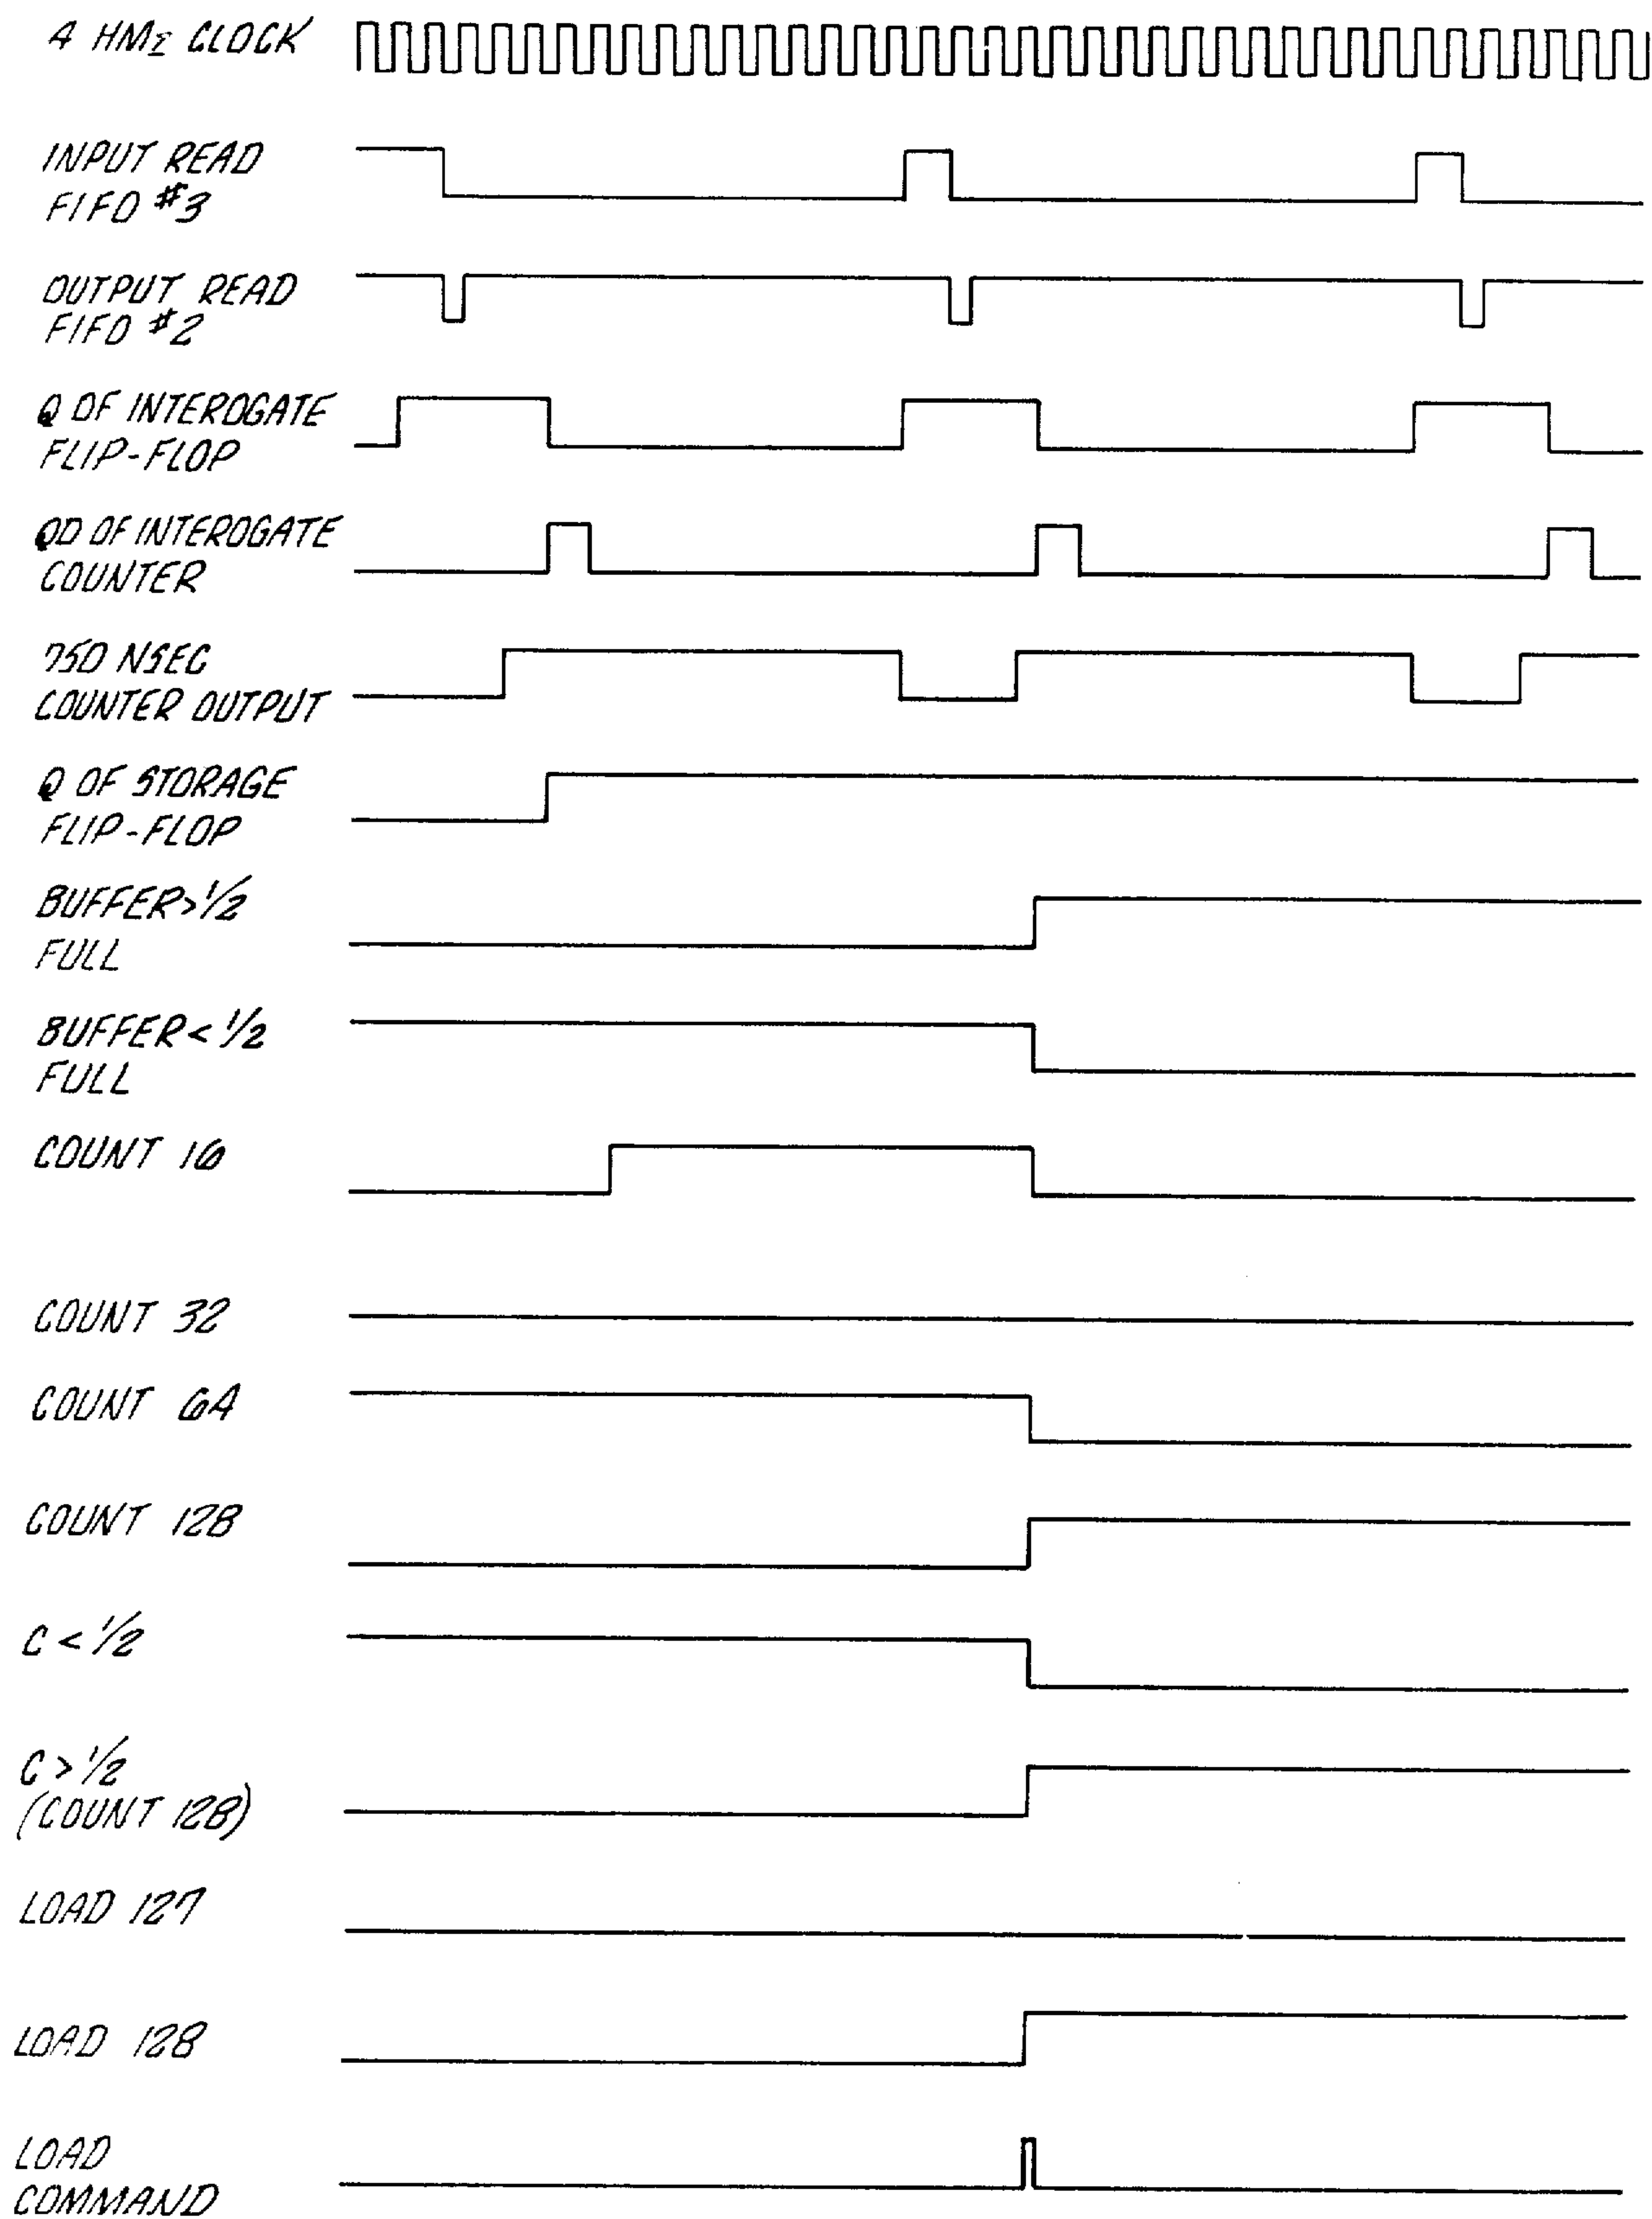 4 HMz CLOCK
INPUT READ
FIFO #3
OUTPUT READ
FIFO #2
Q OF INTEROGATE
FLIP-FLOP
QD OF INTEROGATE
COUNTER
750 NSEC
COUNTER OUTPUT
Q OF STORAGE
FLIP-FLOP
BUFFER>1/2
FULL
BUFFER<1/2
FULL
COUNT 16
COUNT 32
COUNT 64
COUNT 128
C<1/2
C>1/2
(COUNT 128)
LOAD 127
LOAD 128
LOAD
COMMAND